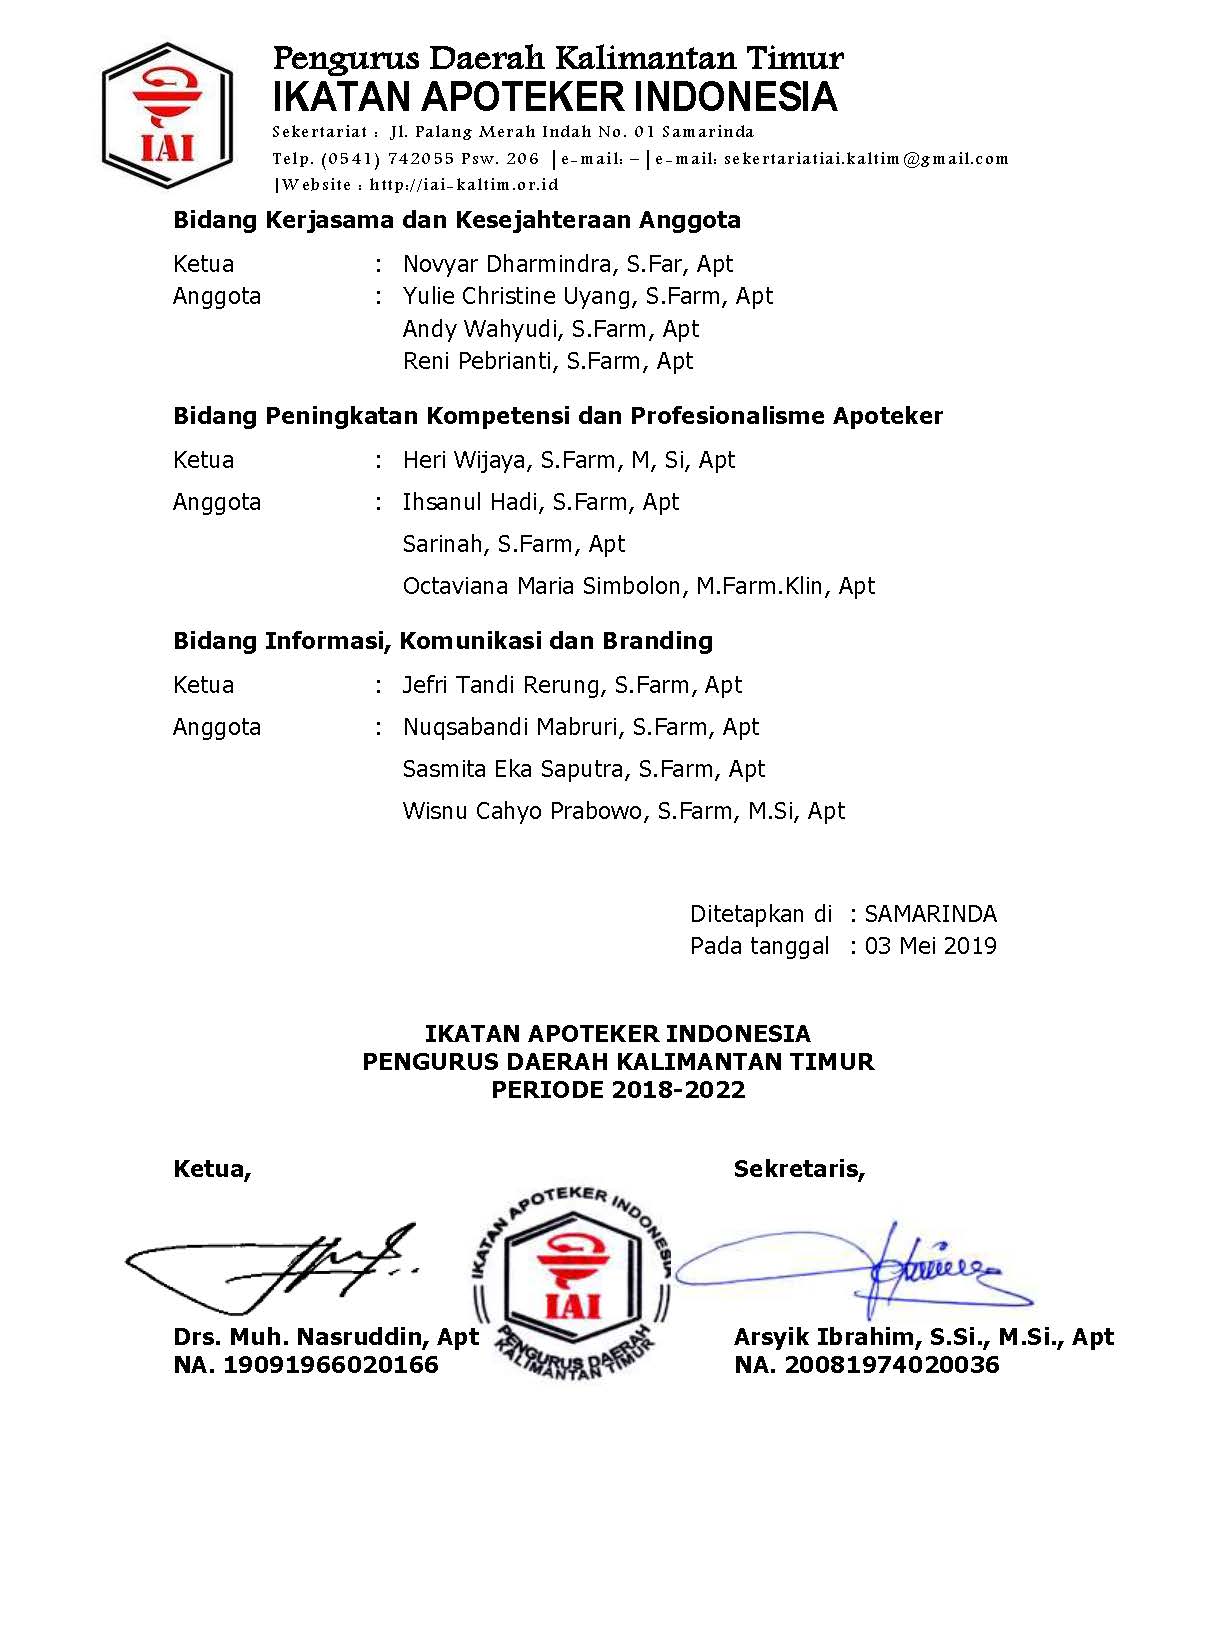 IAI
Pengurus Daerah Kalimantan Timur
IKATAN APOTEKER INDONESIA
Sekertariat : Jl. Palang Merah Indah No. 01 Samarinda
Telp. (0541) 742055 Psw. 206 |e-mail: – |e-mail: sekertariatiai.kaltim@gmail.com
|Website : http://iai-kaltim.or.id
Bidang Kerjasama dan Kesejahteraan Anggota
Ketua : Novyar Dharmindra, S.Far, Apt
Anggota : Yulie Christine Uyang, S.Farm, Apt
Andy Wahyudi, S.Farm, Apt
Reni Pebrianti, S.Farm, Apt
Bidang Peningkatan Kompetensi dan Profesionalisme Apoteker
Ketua : Heri Wijaya, S.Farm, M, Si, Apt
Anggota : Ihsanul Hadi, S.Farm, Apt
Sarinah, S.Farm, Apt
Octaviana Maria Simbolon, M.Farm.Klin, Apt
Bidang Informasi, Komunikasi dan Branding
Ketua : Jefri Tandi Rerung, S.Farm, Apt
Anggota : Nuqsabandi Mabruri, S.Farm, Apt
Sasmita Eka Saputra, S.Farm, Apt
Wisnu Cahyo Prabowo, S.Farm, M.Si, Apt
Ditetapkan di : SAMARINDA
Pada tanggal : 03 Mei 2019
IKATAN APOTEKER INDONESIA
PENGURUS DAERAH KALIMANTAN TIMUR
PERIODE 2018-2022
Ketua,
Sekretaris,
IKATAN APOTEKER INDONESIA
IAI
PENGURUS DAERAH
KALIMANTAN TIMUR
Drs. Muh. Nasruddin, Apt
NA. 19091966020166
Arsyik Ibrahim, S.Si., M.Si., Apt
NA. 20081974020036